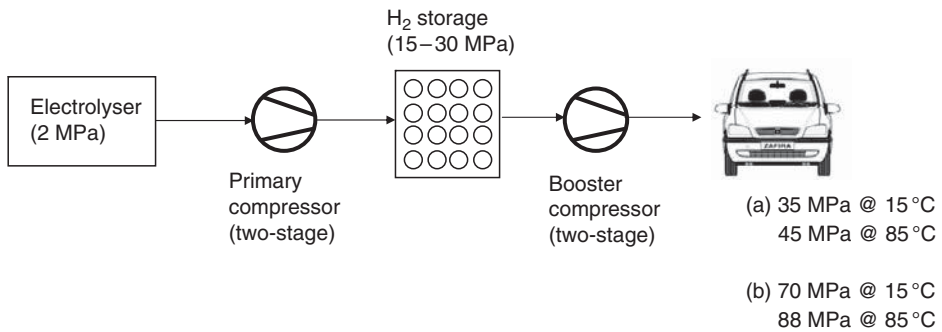 H₂ storage
(15–30 MPa)
Electrolyser
(2 MPa)
Primary
compressor
(two-stage)
Booster
compressor
(two-stage)
ZAFIRA
(a) 35 MPa @ 15 °C
45 MPa @ 85 °C
(b) 70 MPa @ 15 °C
88 MPa @ 85 °C